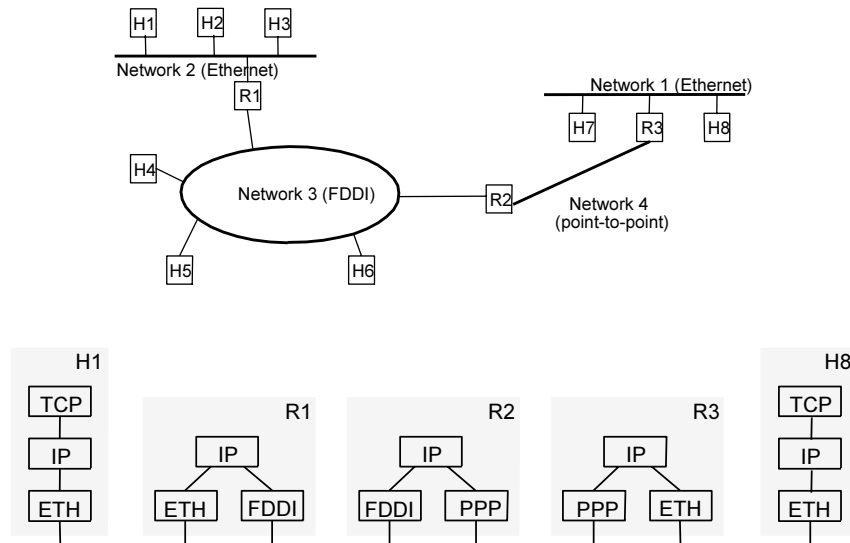 H1 H2 H3
Network 2 (Ethernet)
R1
Network 1 (Ethernet)
H7 R3 H8
H4
Network 3 (FDDI)
R2
Network 4
(point-to-point)
H5 H6
H1
TCP
IP
ETH
R1
IP
ETH FDDI
R2
IP
FDDI PPP
R3
IP
PPP ETH
H8
TCP
IP
ETH